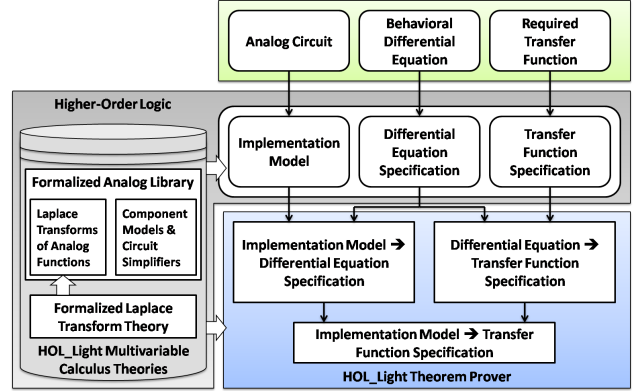 Analog Circuit
Behavioral
Differential
Equation
Required
Transfer
Function
Higher-Order Logic
Implementation
Model
Differential
Equation
Specification
Transfer
Function
Specification
Formalized Analog Library
Laplace
Transforms
of Analog
Functions
Component
Models &
Circuit
Simplifiers
Formalized Laplace
Transform Theory
HOL_Light Multivariable
Calculus Theories
Implementation Model ➔
Differential Equation
Specification
Differential Equation ➔
Transfer Function
Specification
Implementation Model ➔ Transfer
Function Specification
HOL_Light Theorem Prover